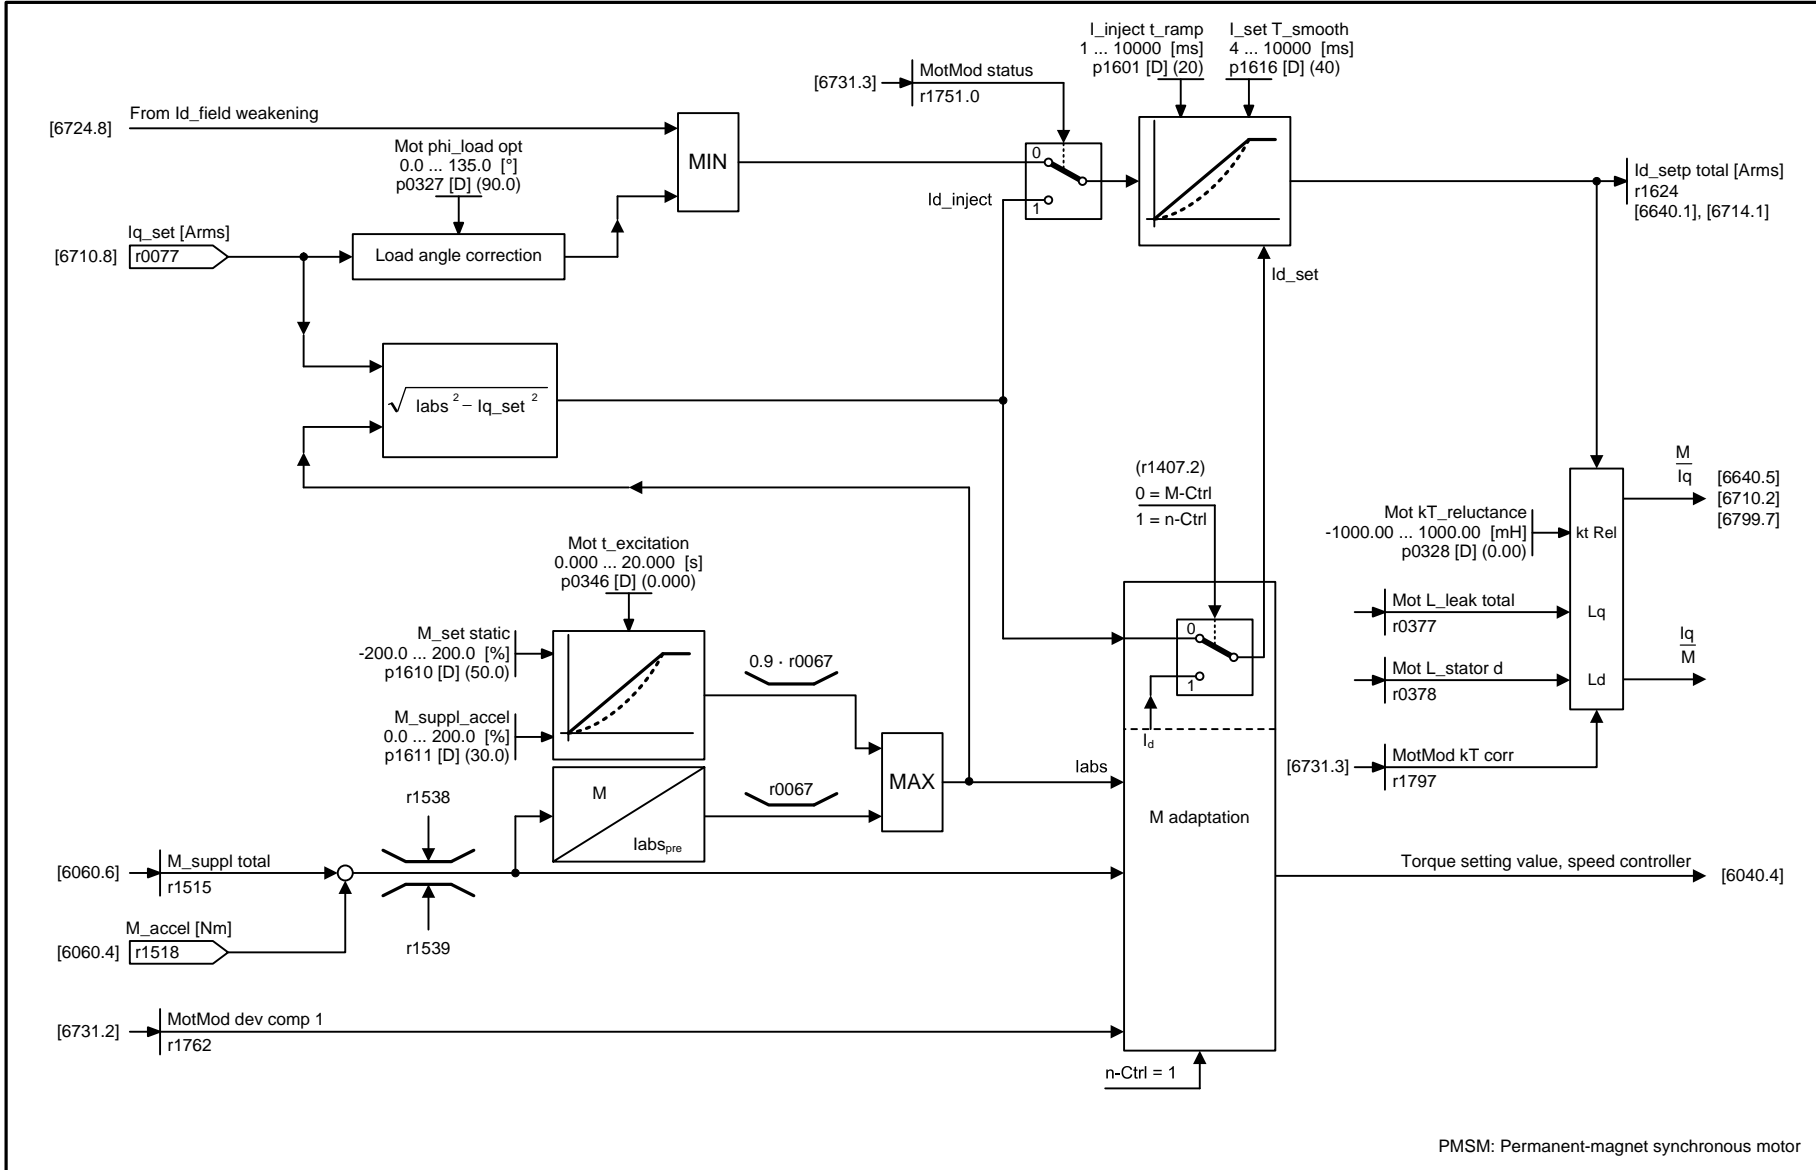 I_inject t_ramp
1 ... 10000 [ms]
p1601 [D] (20)
I_set T_smooth
4 ... 10000 [ms]
p1616 [D] (40)
[6731.3]
MotMod status
r1751.0
[6724.8]
From Id_field weakening
Mot phi_load opt
0.0 ... 135.0 [°]
p0327 [D] (90.0)
MIN
0
1
Id_inject
Id_setp total [Arms]
r1624
[6640.1], [6714.1]
Iq_set [Arms]
[6710.8]
r0077
Load angle correction
Id_set
√ Iabs ² – Iq_set ²
(r1407.2)
0 = M-Ctrl
1 = n-Ctrl
M
Iq
[6640.5]
[6710.2]
[6799.7]
Mot kT_reluctance
-1000.00 ... 1000.00 [mH]
p0328 [D] (0.00)
kt Rel
Mot t_excitation
0.000 ... 20.000 [s]
p0346 [D] (0.000)
M_set static
-200.0 ... 200.0 [%]
p1610 [D] (50.0)
M_suppl_accel
0.0 ... 200.0 [%]
p1611 [D] (30.0)
0.9 · r0067
0
1
Id
Mot L_leak total
r0377
Lq
Iq
M
Mot L_stator d
r0378
Ld
[6731.3]
MotMod kT corr
r1797
MAX
Iabs
r0067
M
Iabspre
M adaptation
r1538
[6060.6]
M_suppl total
r1515
r1539
M_accel [Nm]
[6060.4]
r1518
Torque setting value, speed controller
[6040.4]
[6731.2]
MotMod dev comp 1
r1762
n-Ctrl = 1
PMSM: Permanent-magnet synchronous motor